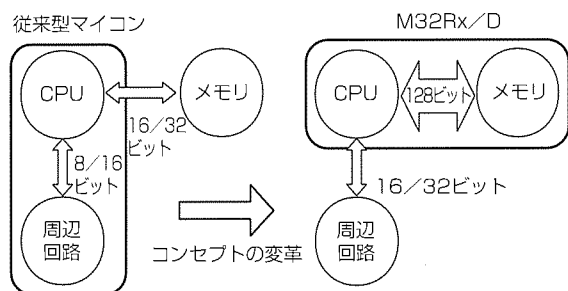 従来型マイコン
CPU
メモリ
16／32
ビット
8／16
ビット
周辺
回路
コンセプトの変革
M32Rx／D
CPU
128ビット
メモリ
16／32ビット
周辺
回路